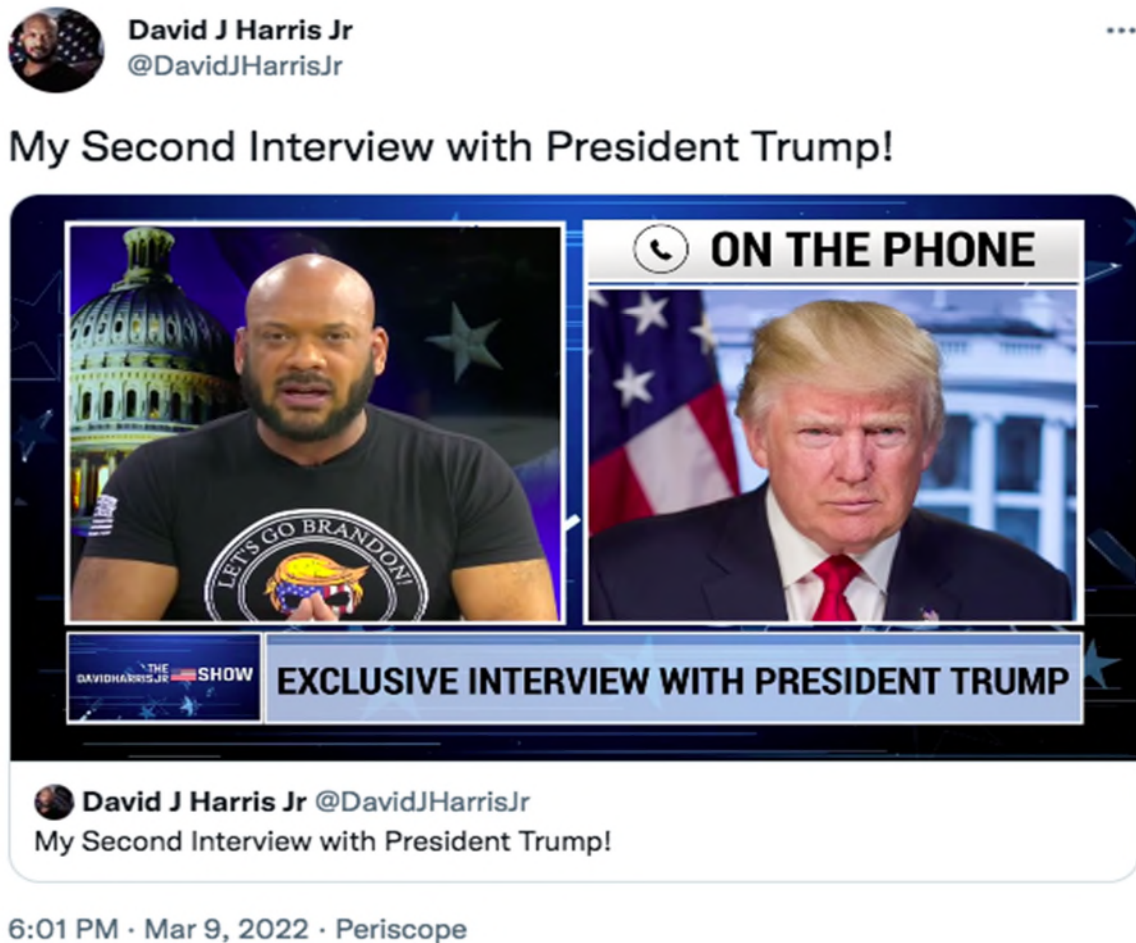 David J Harris Jr
@DavidJHarrisJr
My Second Interview with President Trump!
ON THE PHONE
LET'S GO BRANDON!
THE
DAVIDHARRISJR SHOW
EXCLUSIVE INTERVIEW WITH PRESIDENT TRUMP
David J Harris Jr @DavidJHarrisJr
My Second Interview with President Trump!
6:01 PM · Mar 9, 2022 · Periscope